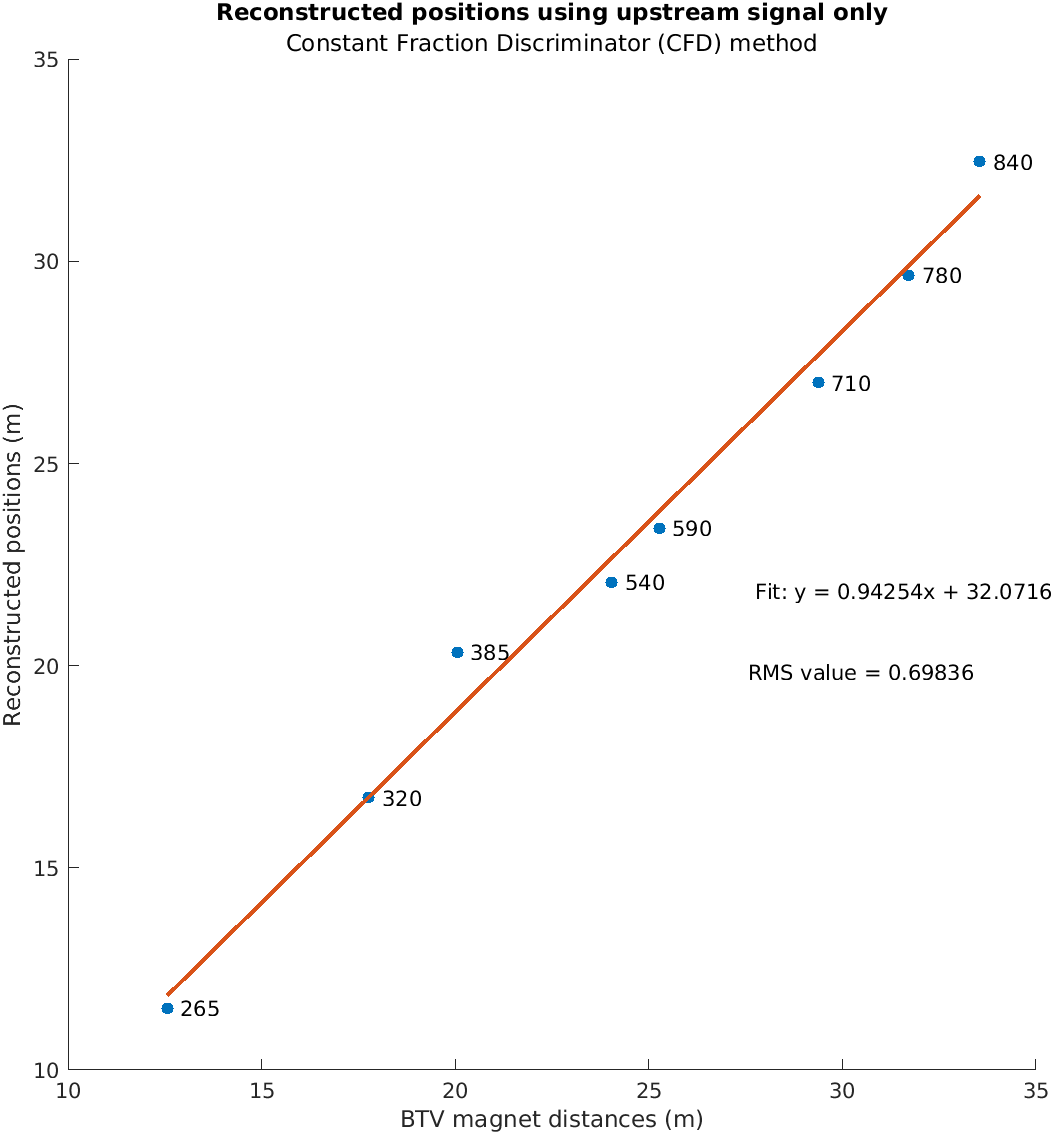 Reconstructed positions using upstream signal only
Constant Fraction Discriminator (CFD) method
35
30
25
20
15
10
Reconstructed positions (m)
840
780
710
590
540
385
320
265
Fit: y = 0.94254x + 32.0716
RMS value = 0.69836
10 15 20 25 30 35
BTV magnet distances (m)